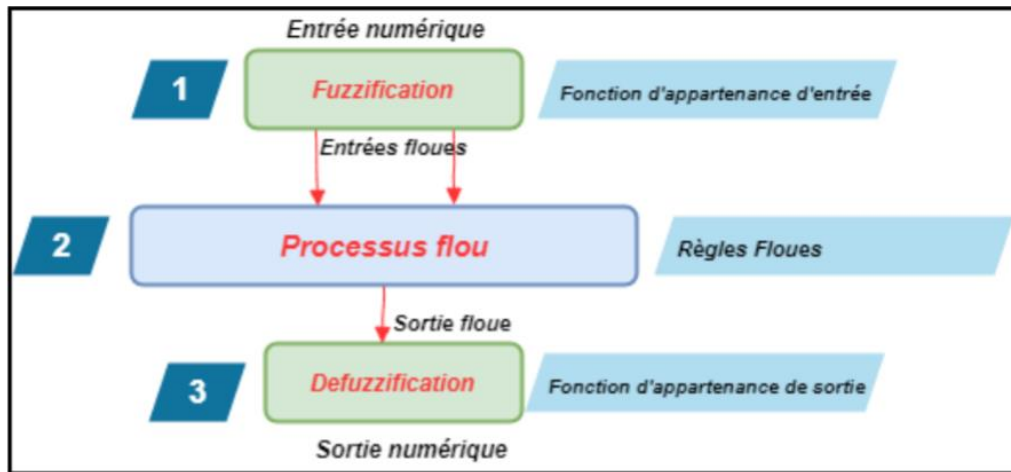 Entrée numérique
1
Fuzzification
Fonction d'appartenance d'entrée
Entrées floues
2
Processus flou
Règles Floues
Sortie floue
3
Defuzzification
Fonction d'appartenance de sortie
Sortie numérique